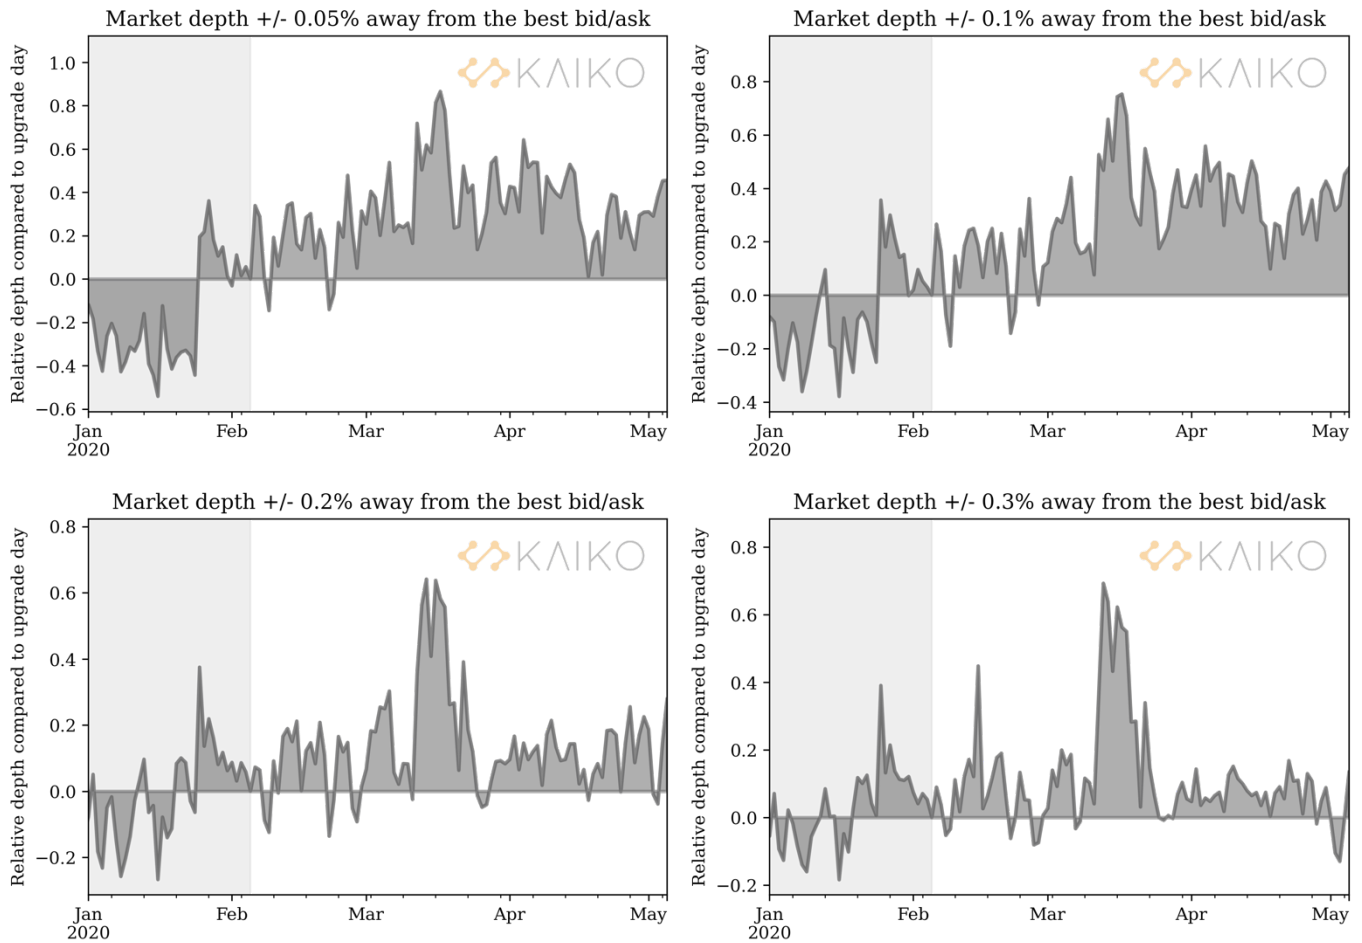 Market depth +/- 0.05% away from the best bid/ask
KAIKO
Relative depth compared to upgrade day
1.0
0.8
0.6
0.4
0.2
0.0
−0.2
−0.4
−0.6
Jan Feb Mar Apr May
2020
Market depth +/- 0.1% away from the best bid/ask
KAIKO
Relative depth compared to upgrade day
0.8
0.6
0.4
0.2
0.0
−0.2
−0.4
Jan Feb Mar Apr May
2020
Market depth +/- 0.2% away from the best bid/ask
KAIKO
Relative depth compared to upgrade day
0.8
0.6
0.4
0.2
0.0
−0.2
Jan Feb Mar Apr May
2020
Market depth +/- 0.3% away from the best bid/ask
KAIKO
Relative depth compared to upgrade day
0.8
0.6
0.4
0.2
0.0
−0.2
Jan Feb Mar Apr May
2020